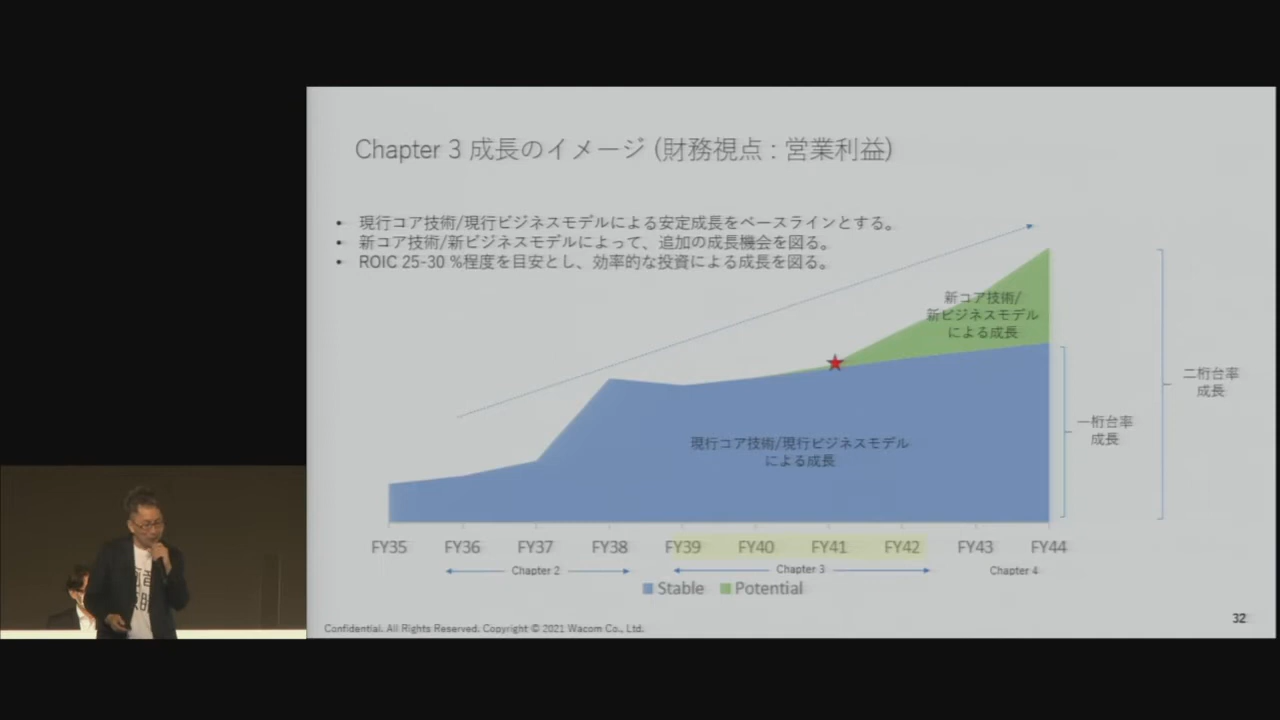 Chapter 3 成長のイメージ (財務視点 : 営業利益)
• 現行コア技術/現行ビジネスモデルによる安定成長をベースラインとする。
• 新コア技術/新ビジネスモデルによって、追加の成長機会を図る。
• ROIC 25-30 %程度を目安とし、効率的な投資による成長を図る。
新コア技術/
新ビジネスモデル
による成長
二桁台率
成長
一桁台率
成長
現行コア技術/現行ビジネスモデル
による成長
FY35 FY36 FY37 FY38 FY39 FY40 FY41 FY42 FY43 FY44
Chapter 2 Chapter 3 Chapter 4
Stable Potential
Confidential. All Rights Reserved. Copyright © 2021 Wacom Co., Ltd.
32